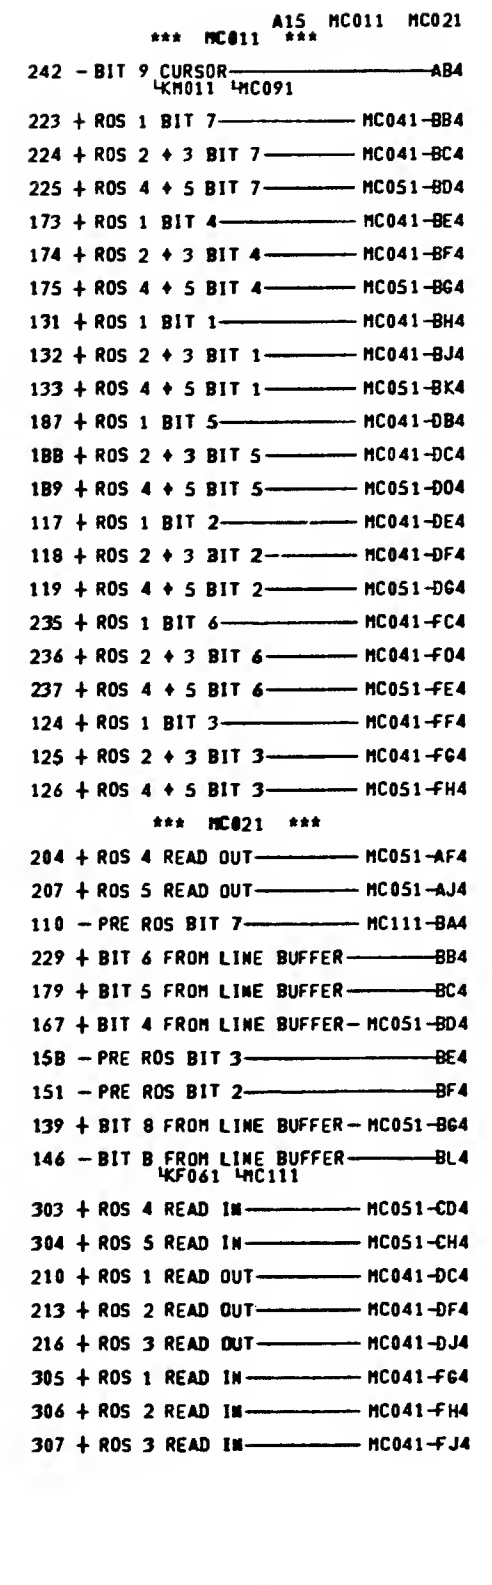 A15 MC011 MC021
*** MC011 ***
242 - BIT 9 CURSOR AB4
KM011 MC091
223 + ROS 1 BIT 7 MC041-BB4
224 + ROS 2 + 3 BIT 7 MC041-BC4
225 + ROS 4 + 5 BIT 7 MC051-BD4
173 + ROS 1 BIT 4 MC041-BE4
174 + ROS 2 + 3 BIT 4 MC041-BF4
175 + ROS 4 + 5 BIT 4 MC051-BG4
131 + ROS 1 BIT 1 MC041-BH4
132 + ROS 2 + 3 BIT 1 MC041-BJ4
133 + ROS 4 + 5 BIT 1 MC051-BK4
187 + ROS 1 BIT 5 MC041-DB4
1BB + ROS 2 + 3 BIT 5 MC041-DC4
1B9 + ROS 4 + 5 BIT 5 MC051-DO4
117 + ROS 1 BIT 2 MC041-DE4
118 + ROS 2 + 3 BIT 2 MC041-DF4
119 + ROS 4 + 5 BIT 2 MC051-DG4
235 + ROS 1 BIT 6 MC041-FC4
236 + ROS 2 + 3 BIT 6 MC041-FO4
237 + ROS 4 + 5 BIT 6 MC051-FE4
124 + ROS 1 BIT 3 MC041-FF4
125 + ROS 2 + 3 BIT 3 MC041-FG4
126 + ROS 4 + 5 BIT 3 MC051-FH4
*** MC021 ***
204 + ROS 4 READ OUT MC051-AF4
207 + ROS 5 READ OUT MC051-AJ4
110 - PRE ROS BIT 7 MC111-BA4
229 + BIT 6 FROM LINE BUFFER BB4
179 + BIT 5 FROM LINE BUFFER BC4
167 + BIT 4 FROM LINE BUFFER - MC051-BD4
15B - PRE ROS BIT 3 BE4
151 - PRE ROS BIT 2 BF4
139 + BIT 8 FROM LINE BUFFER - MC051-BG4
146 - BIT B FROM LINE BUFFER BL4
KF061 MC111
303 + ROS 4 READ IN MC051-CD4
304 + ROS 5 READ IN MC051-CH4
210 + ROS 1 READ OUT MC041-DC4
213 + ROS 2 READ OUT MC041-DF4
216 + ROS 3 READ OUT MC041-DJ4
305 + ROS 1 READ IN MC041-FG4
306 + ROS 2 READ IN MC041-FH4
307 + ROS 3 READ IN MC041-FJ4